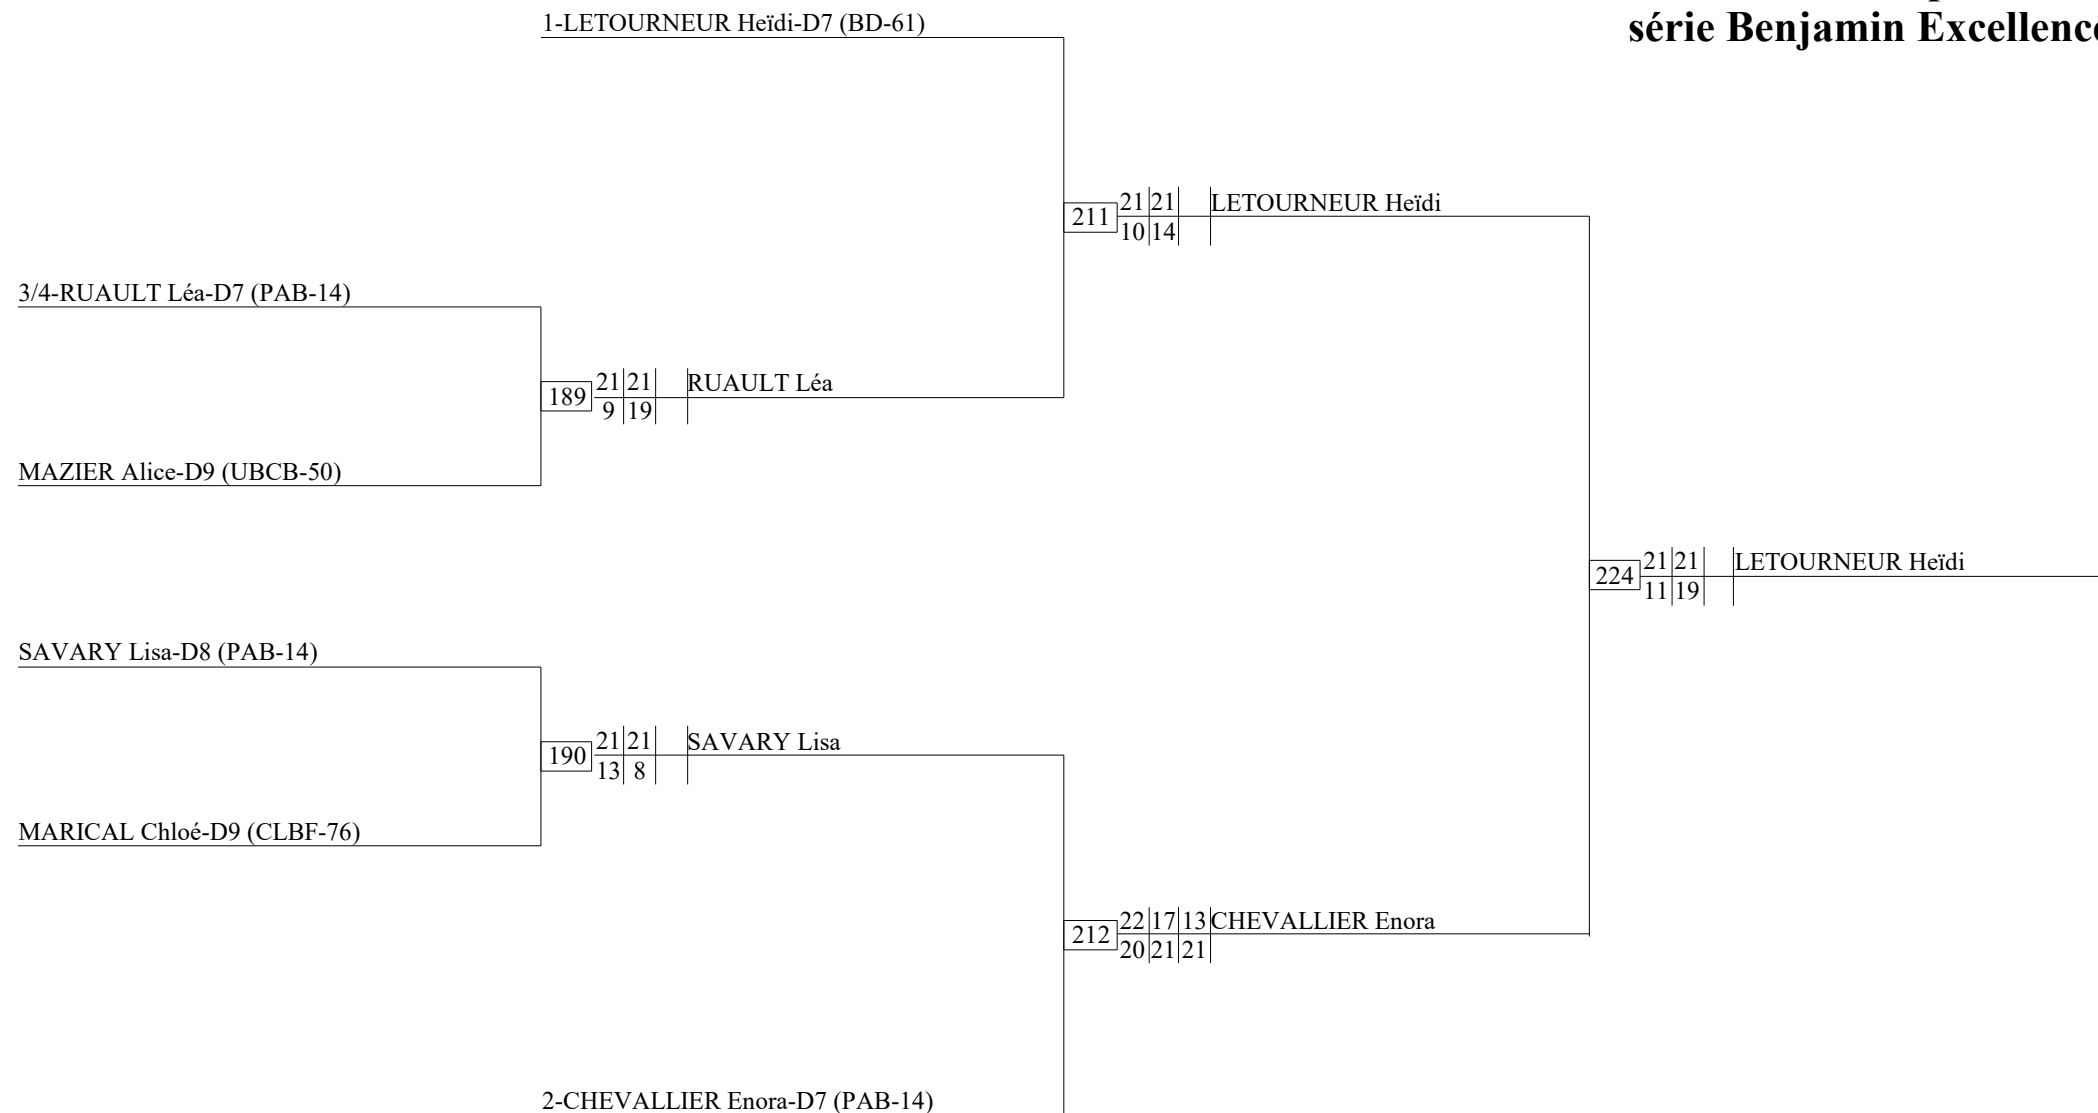 série Benjamin Excellence
1-LETOURNEUR Heïdi-D7 (BD-61)
211 21 21 LETOURNEUR Heïdi
10 14
3/4-RUAULT Léa-D7 (PAB-14)
189 21 21 RUAULT Léa
9 19
MAZIER Alice-D9 (UBCB-50)
224 21 21 LETOURNEUR Heïdi
11 19
SAVARY Lisa-D8 (PAB-14)
190 21 21 SAVARY Lisa
13 8
MARICAL Chloé-D9 (CLBF-76)
212 22 17 13 CHEVALLIER Enora
20 21 21
2-CHEVALLIER Enora-D7 (PAB-14)